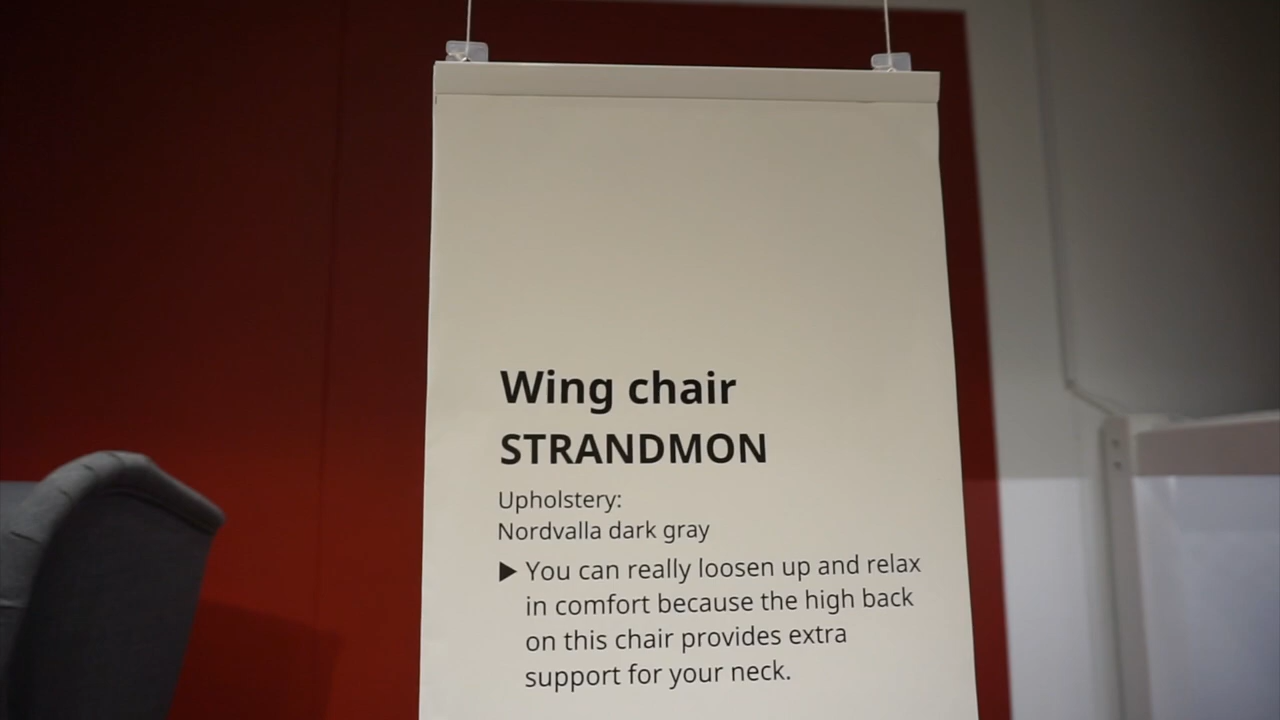 Wing chair
STRANDMON
Upholstery:
Nordvalla dark gray
▶ You can really loosen up and relax
in comfort because the high back
on this chair provides extra
support for your neck.